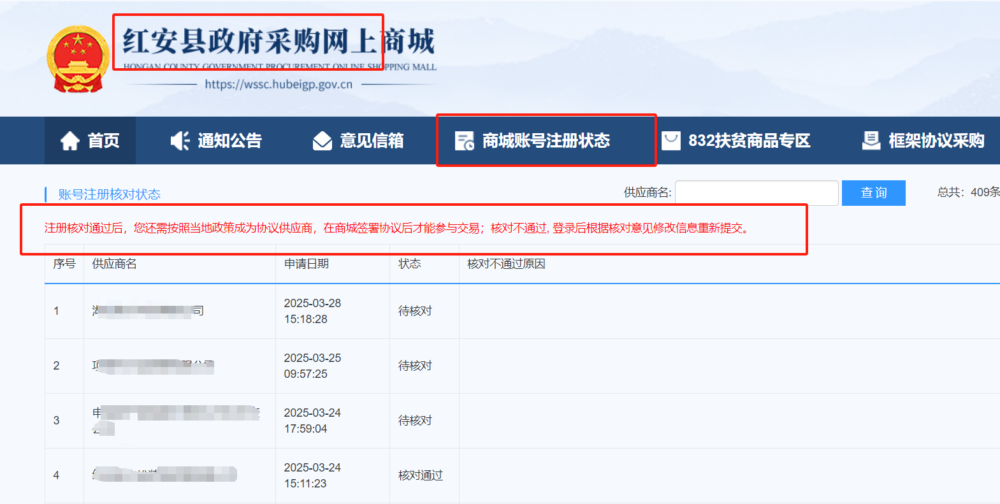 红安县政府采购网上商城
HONGAN COUNTY GOVERNMENT PROCUREMENT ONLINE SHOPPING MALL
https://wssc.hubeigp.gov.cn
首页 通知公告 意见信箱 商城账号注册状态 832扶贫商品专区 框架协议采购
账号注册核对状态 供应商名: 查询 总共：409条
注册核对通过后，您还需按照当地政策成为协议供应商，在商城签署协议后才能参与交易；核对不通过, 登录后根据核对意见修改信息重新提交。
序号 供应商名 申请日期 状态 核对不通过原因
1 司 2025-03-28 待核对
15:18:28
2 2025-03-25 待核对
09:57:25
3 申 2025-03-24 待核对
17:59:04
4 2025-03-24 核对通过
15:11:23